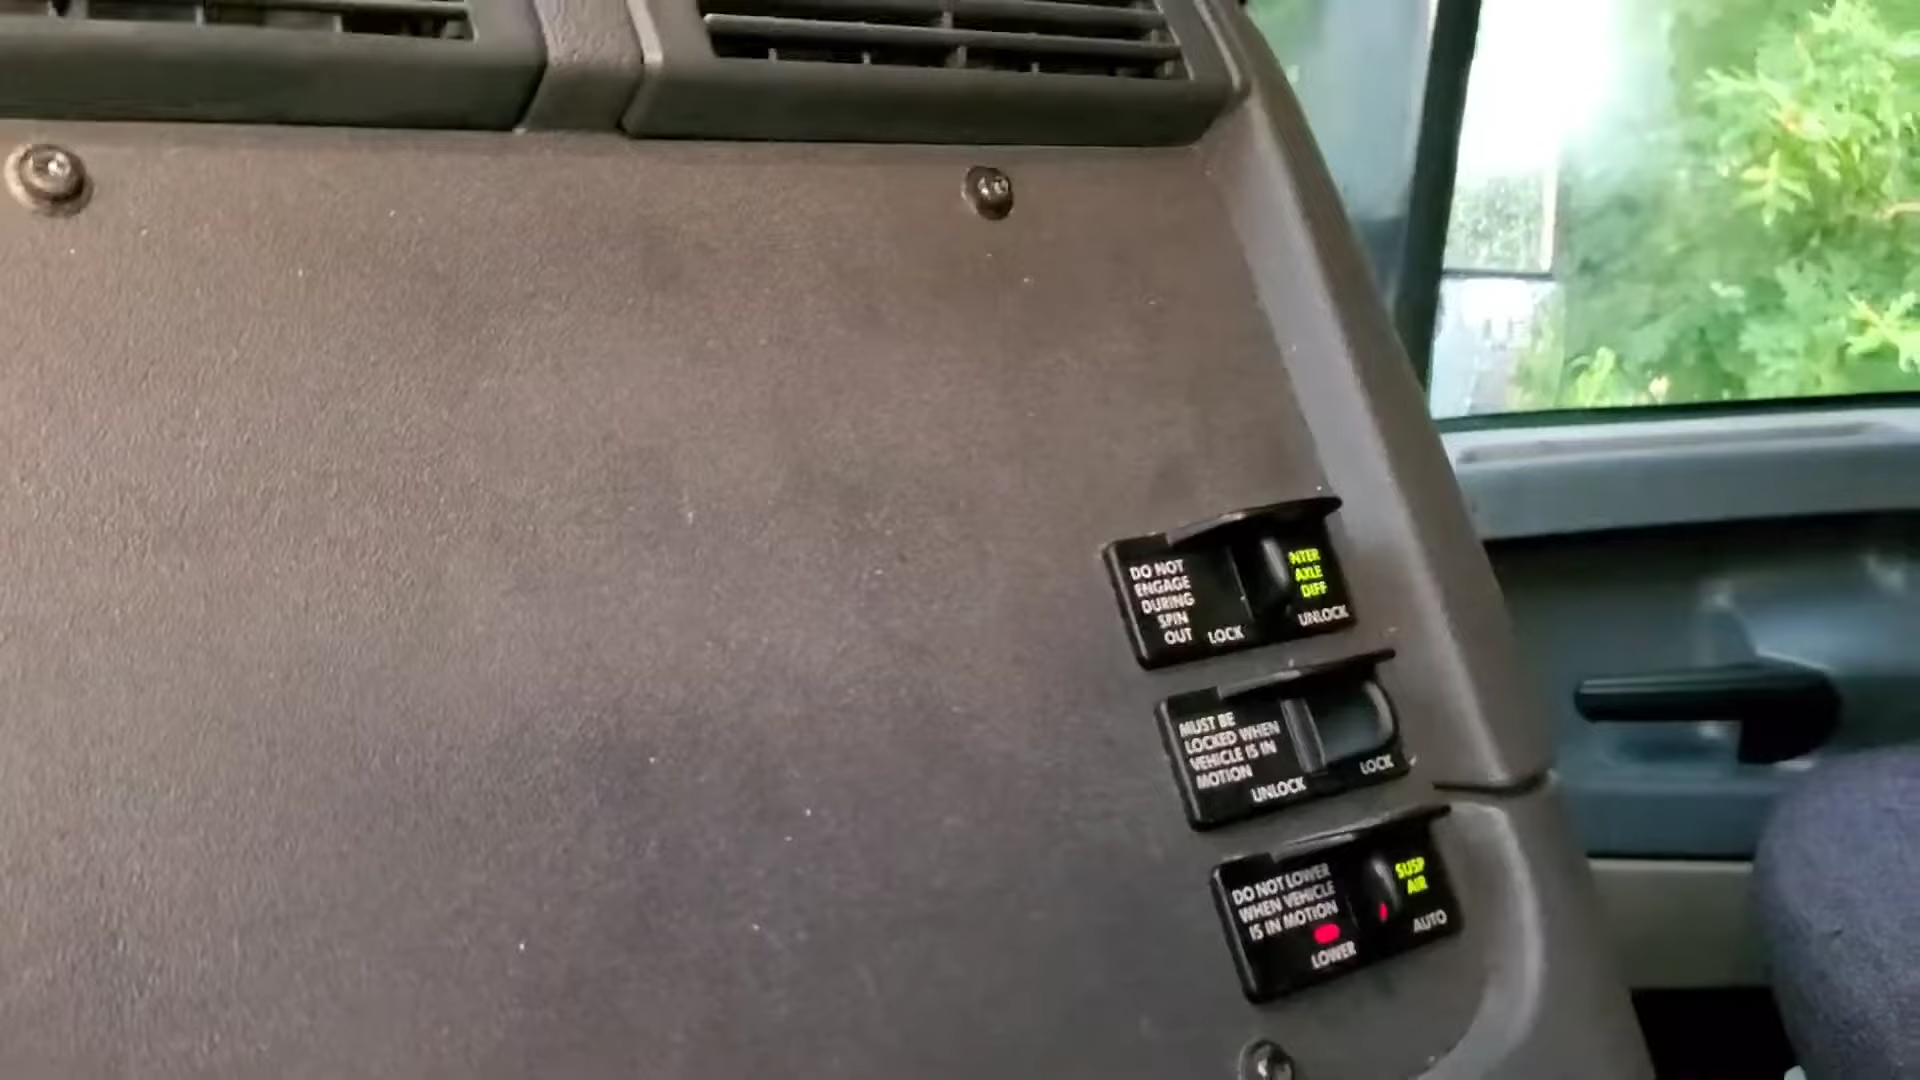 DO NOT
ENGAGE
DURING
SPIN
OUT
LOCK
NTER
AXLE
DIFF
UNLOCK
MUST BE
LOCKED WHEN
VEHICLE IS IN
MOTION
UNLOCK
LOCK
DO NOT LOWER
WHEN VEHICLE
IS IN MOTION
LOWER
SUSP
AIR
AUTO